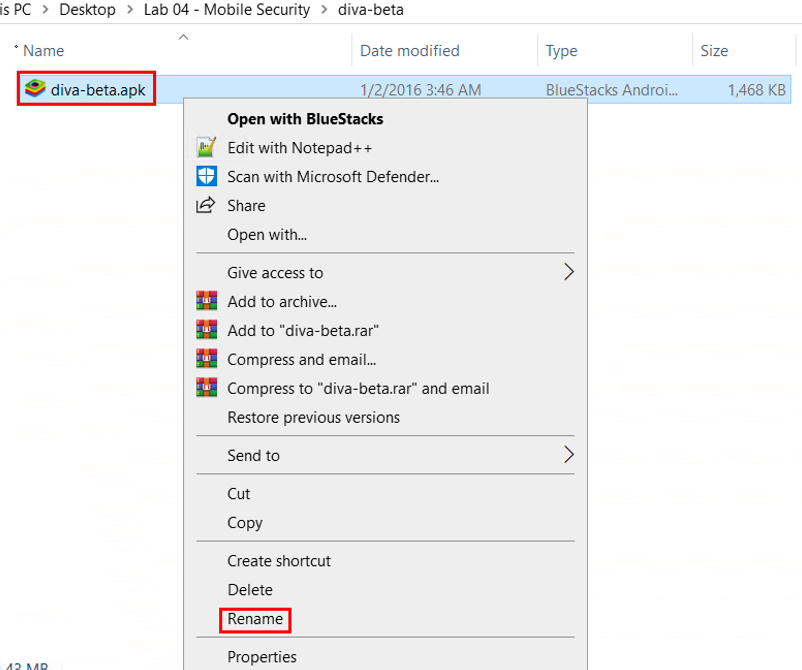 is PC > Desktop > Lab 04 - Mobile Security > diva-beta
Name Date modified Type Size
diva-beta.apk 1/2/2016 3:46 AM BlueStacks Androi... 1,468 KB
Open with BlueStacks
Edit with Notepad++
Scan with Microsoft Defender...
Share
Open with...
Give access to
Add to archive...
Add to "diva-beta.rar"
Compress and email...
Compress to "diva-beta.rar" and email
Restore previous versions
Send to
Cut
Copy
Create shortcut
Delete
Rename
Properties
.43 MB